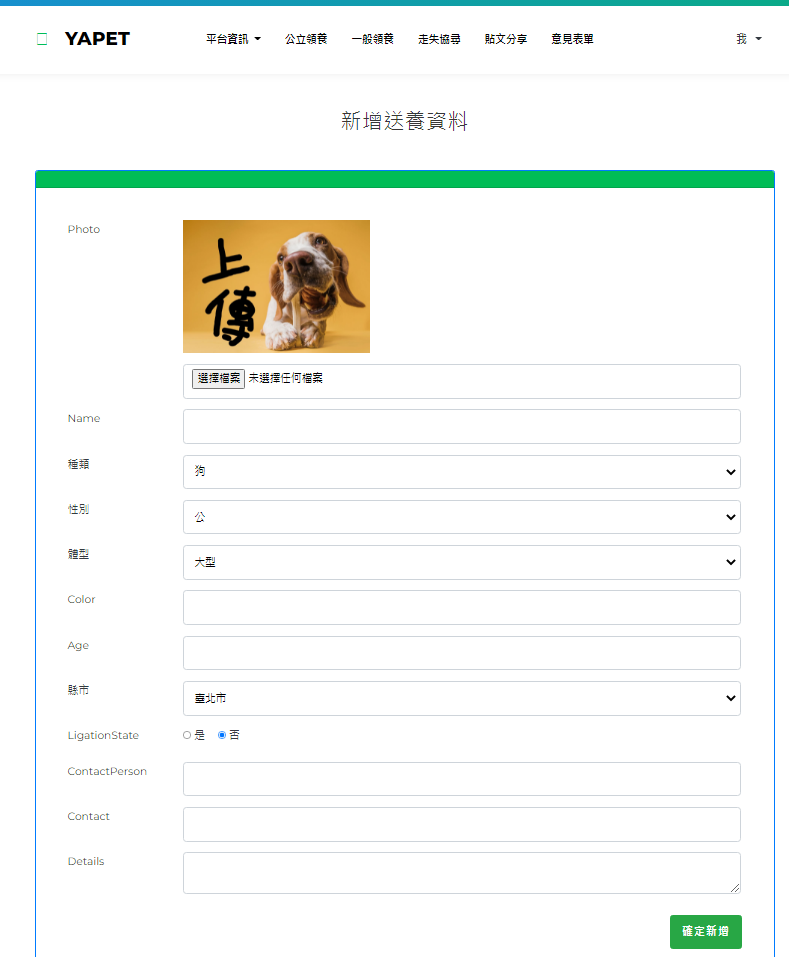 YAPET
平台資訊
公立領養
一般領養
走失協尋
貼文分享
意見表單
我
新增送養資料
Photo
上傳
選擇檔案 未選擇任何檔案
Name
種類 狗
性別 公
體型 大型
Color
Age
縣市 臺北市
LigationState 是 否
ContactPerson
Contact
Details
確定新增